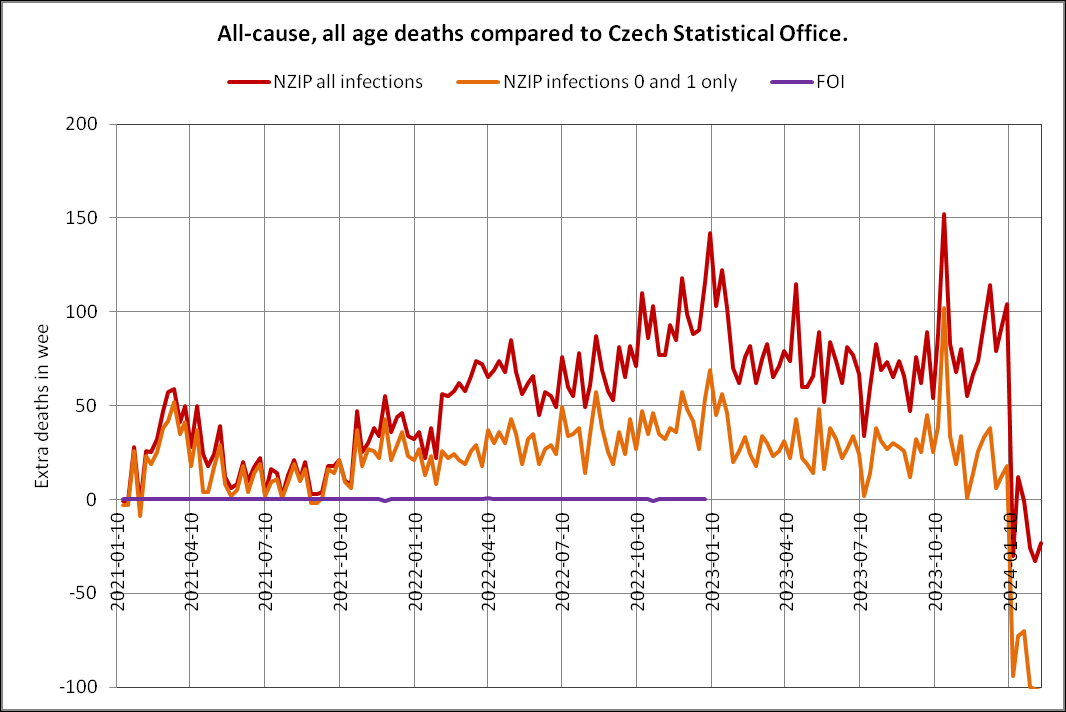 All-cause, all age deaths compared to Czech Statistical Office.
NZIP all infections NZIP infections 0 and 1 only FOI
200
150
100
50
0
-50
-100
Extra deaths in wee
2021-01-10 2021-04-10 2021-07-10 2021-10-10 2022-01-10 2022-04-10 2022-07-10 2022-10-10 2023-01-10 2023-04-10 2023-07-10 2023-10-10 2024-01-10